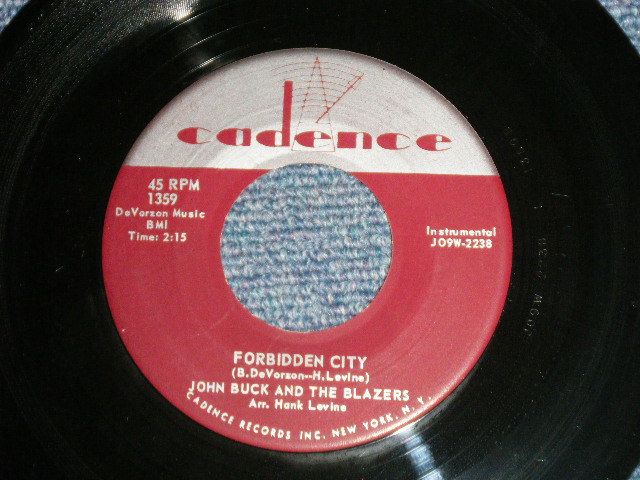 cadence
45 RPM
1359
DeVorzon Music
BMI
Time: 2:15
Instrumental
JO9W-2238
FORBIDDEN CITY
(B.DeVorzon--H.Levine)
JOHN BUCK AND THE BLAZERS
Arr. Hank Levine
CADENCE RECORDS INC. NEW YORK, N. Y.